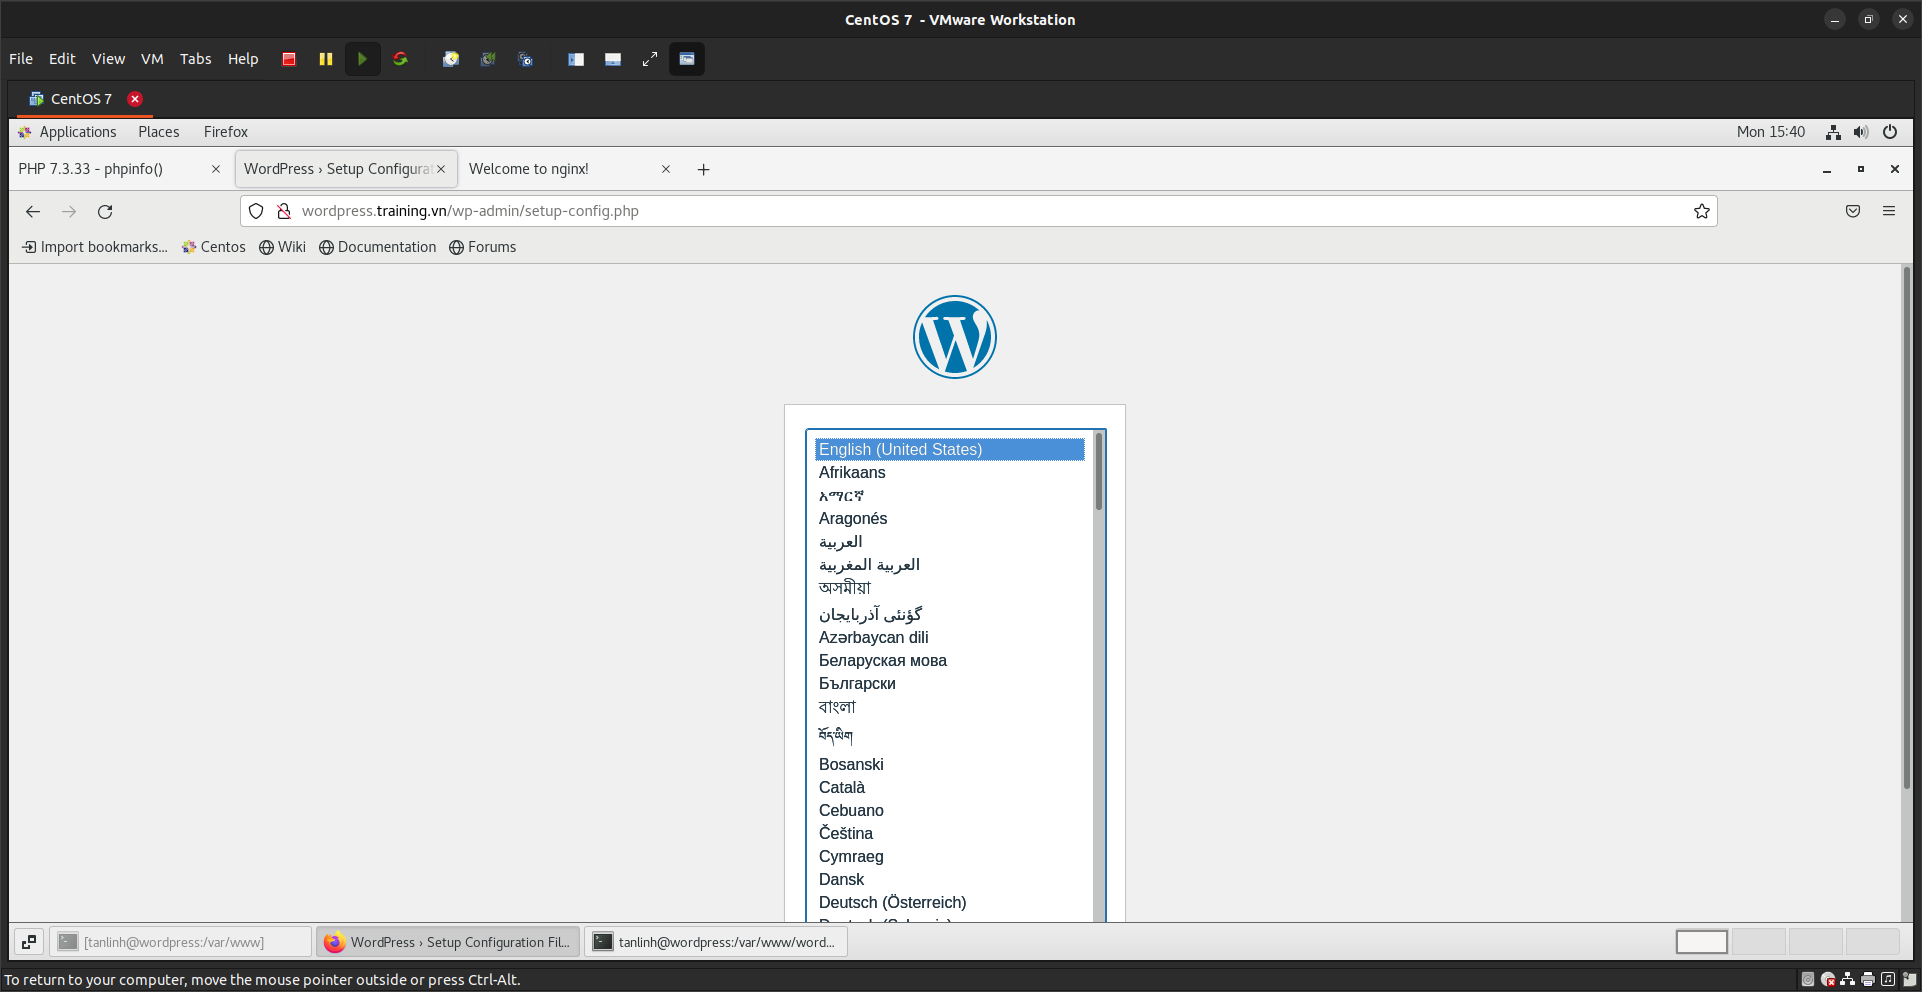 CentOS 7 - VMware Workstation
File Edit View VM Tabs Help
CentOS 7
Applications Places Firefox Mon 15:40
PHP 7.3.33 - phpinfo() WordPress › Setup Configurat Welcome to nginx!
wordpress.training.vn/wp-admin/setup-config.php
Import bookmarks... Centos Wiki Documentation Forums
English (United States)
Afrikaans
አማርኛ
Aragonés
العربية
العربية المغربية
অসমীয়া
گؤنئی آذربایجان
Azərbaycan dili
Беларуская мова
Български
বাংলা
བོད་ཡིག
Bosanski
Català
Cebuano
Čeština
Cymraeg
Dansk
Deutsch (Österreich)
[tanlinh@wordpress:/var/www] WordPress › Setup Configuration Fil... tanlinh@wordpress:/var/www/word...
To return to your computer, move the mouse pointer outside or press Ctrl-Alt.